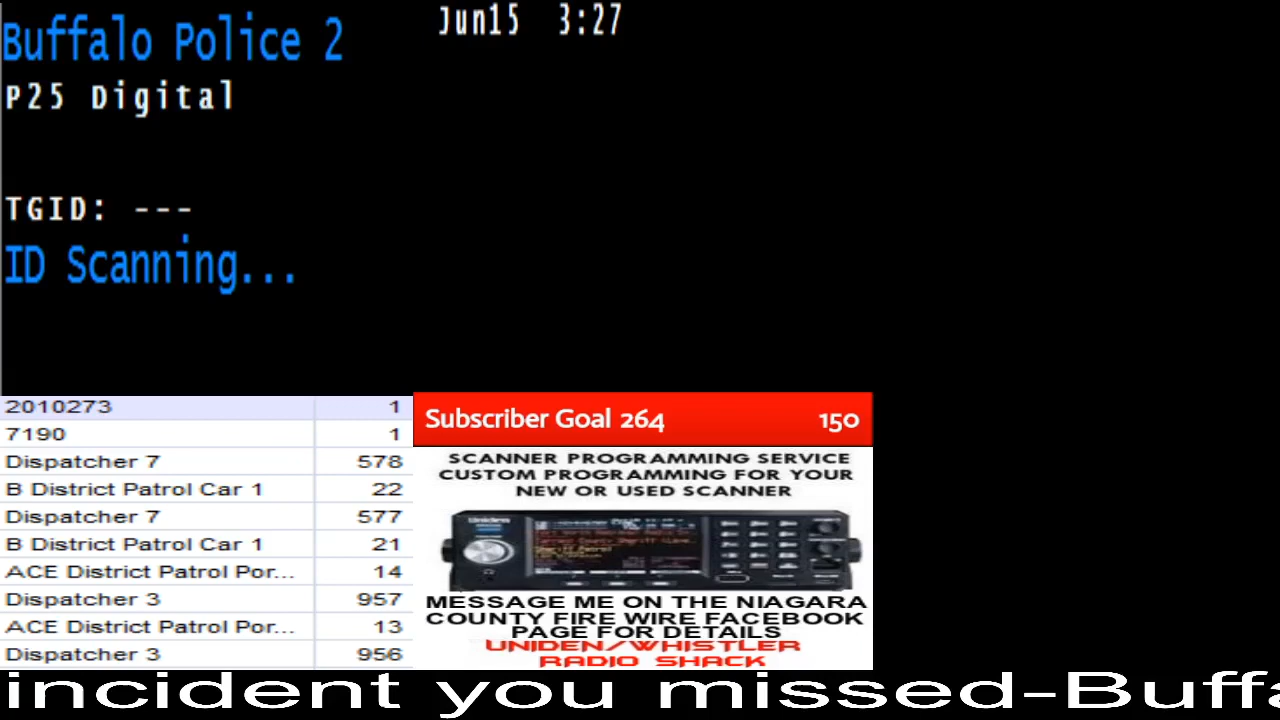 Buffalo Police 2
Jun15 3:27
P25 Digital
TGID: ---
ID Scanning...
2010273 1
7190 1
Dispatcher 7 578
B District Patrol Car 1 22
Dispatcher 7 577
B District Patrol Car 1 21
ACE District Patrol Por... 14
Dispatcher 3 957
ACE District Patrol Por... 13
Dispatcher 3 956
Subscriber Goal 264 150
SCANNER PROGRAMMING SERVICE
CUSTOM PROGRAMMING FOR YOUR
NEW OR USED SCANNER
Uniden
MESSAGE ME ON THE NIAGARA
COUNTY FIRE WIRE FACEBOOK
PAGE FOR DETAILS
UNIDEN/WHISTLER
RADIO SHACK
incident you missed-Buffa